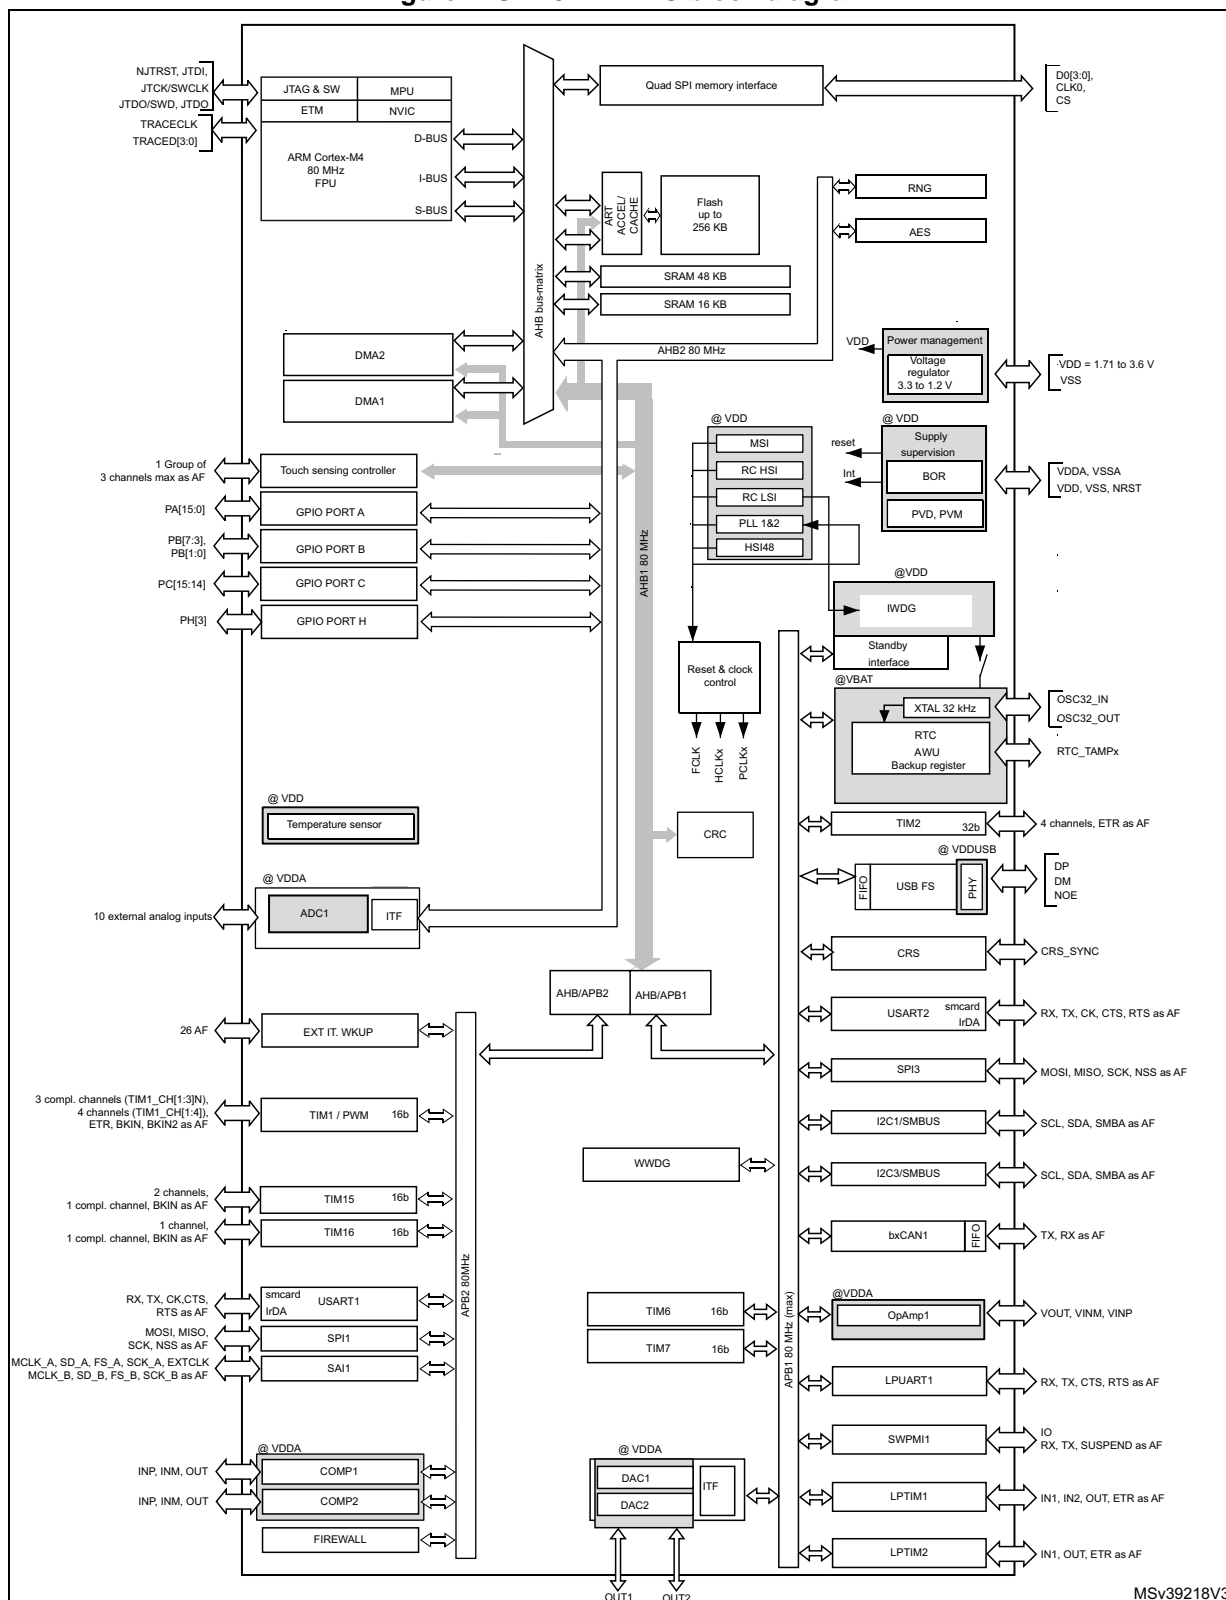 NJTRST, JTDI,
JTCK/SWCLK
JTDO/SWD, JTDO
TRACECLK
TRACED[3:0]
JTAG & SW
MPU
ETM
NVIC
ARM Cortex-M4
80 MHz
FPU
D-BUS
I-BUS
S-BUS
AHB bus-matrix
Quad SPI memory interface
D0[3:0],
CLK0,
CS
ART
ACCEL/
CACHE
Flash
up to
256 KB
SRAM 48 KB
SRAM 16 KB
RNG
AES
AHB2 80 MHz
DMA2
DMA1
VDD
Power management
Voltage
regulator
3.3 to 1.2 V
VDD = 1.71 to 3.6 V
VSS
@ VDD
MSI
RC HSI
RC LSI
PLL 1&2
HSI48
@ VDD
reset
Int
Supply
supervision
BOR
PVD, PVM
VDDA, VSSA
VDD, VSS, NRST
1 Group of
3 channels max as AF
Touch sensing controller
PA[15:0]
GPIO PORT A
PB[7:3],
PB[1:0]
GPIO PORT B
PC[15:14]
GPIO PORT C
PH[3]
GPIO PORT H
AHB1 80 MHz
@VDD
IWDG
Standby
interface
Reset & clock
control
FCLK
HCLKx
PCLKx
@VBAT
XTAL 32 kHz
RTC
AWU
Backup register
OSC32_IN
OSC32_OUT
RTC_TAMPx
@ VDD
Temperature sensor
CRC
TIM2
32b
4 channels, ETR as AF
@ VDDUSB
FIFO
USB FS
PHY
DP
DM
NOE
@ VDDA
10 external analog inputs
ADC1
ITF
CRS
CRS_SYNC
AHB/APB2
AHB/APB1
USART2
smcard
IrDA
RX, TX, CK, CTS, RTS as AF
26 AF
EXT IT. WKUP
SPI3
MOSI, MISO, SCK, NSS as AF
3 compl. channels (TIM1_CH[1:3]N),
4 channels (TIM1_CH[1:4]),
ETR, BKIN, BKIN2 as AF
TIM1 / PWM
16b
I2C1/SMBUS
SCL, SDA, SMBA as AF
WWDG
I2C3/SMBUS
SCL, SDA, SMBA as AF
2 channels,
1 compl. channel, BKIN as AF
TIM15
16b
1 channel,
1 compl. channel, BKIN as AF
TIM16
16b
bxCAN1
FIFO
TX, RX as AF
APB2 80MHz
APB1 80 MHz (max)
RX, TX, CK,CTS,
RTS as AF
smcard
IrDA
USART1
TIM6
16b
@VDDA
OpAmp1
VOUT, VINM, VINP
MOSI, MISO,
SCK, NSS as AF
SPI1
TIM7
16b
MCLK_A, SD_A, FS_A, SCK_A, EXTCLK
MCLK_B, SD_B, FS_B, SCK_B as AF
SAI1
LPUART1
RX, TX, CTS, RTS as AF
SWPMI1
IO
RX, TX, SUSPEND as AF
@ VDDA
INP, INM, OUT
COMP1
INP, INM, OUT
COMP2
FIREWALL
@ VDDA
DAC1
DAC2
ITF
OUT1
OUT2
LPTIM1
IN1, IN2, OUT, ETR as AF
LPTIM2
IN1, OUT, ETR as AF
MSv39218V3